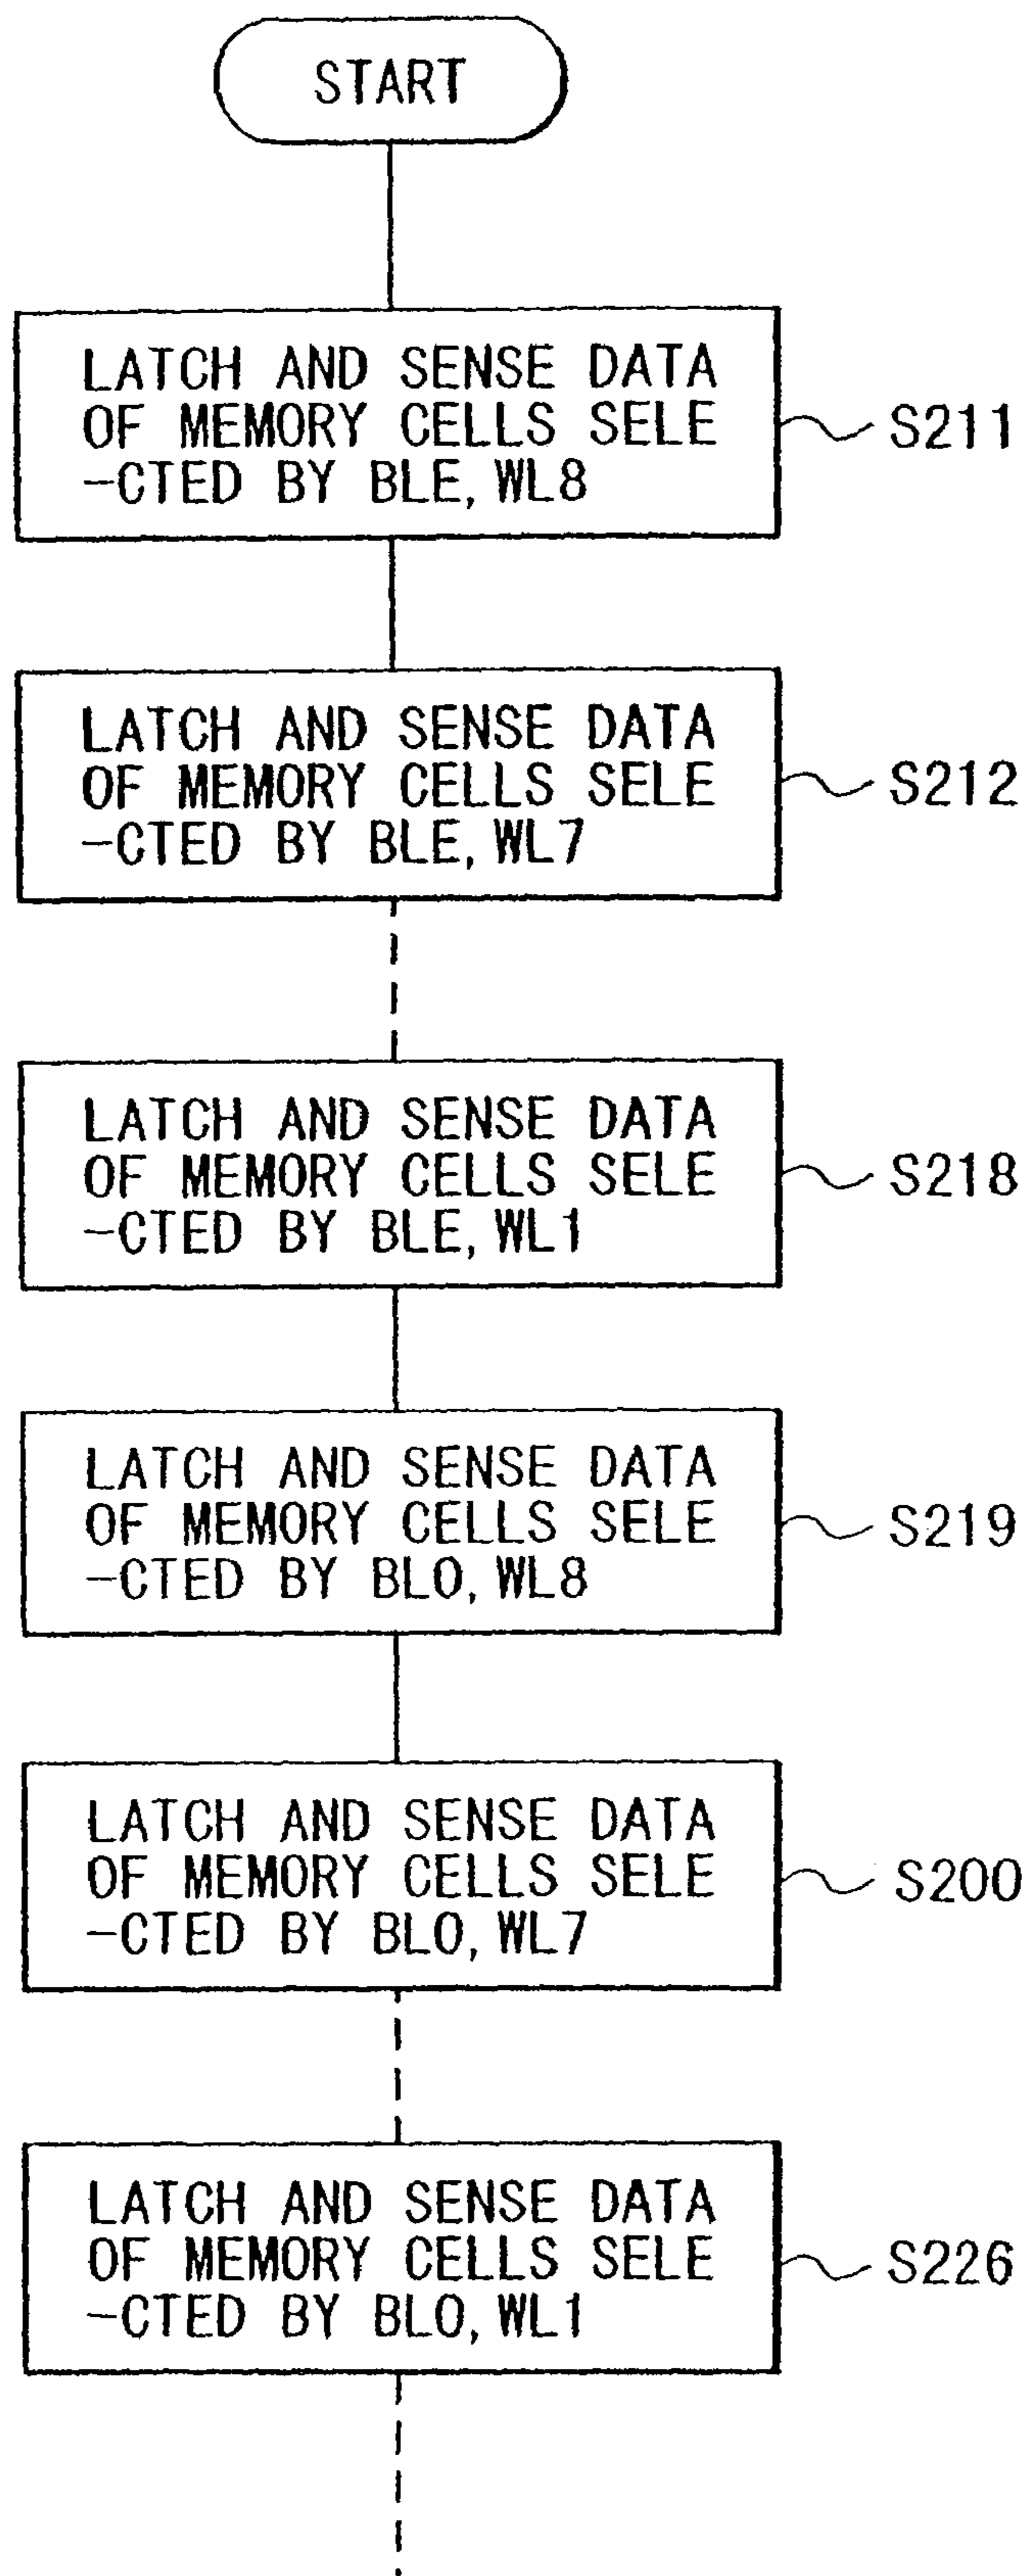 START
LATCH AND SENSE DATA
OF MEMORY CELLS SELE
-CTED BY BLE, WL8
S211
LATCH AND SENSE DATA
OF MEMORY CELLS SELE
-CTED BY BLE, WL7
S212
LATCH AND SENSE DATA
OF MEMORY CELLS SELE
-CTED BY BLE, WL1
S218
LATCH AND SENSE DATA
OF MEMORY CELLS SELE
-CTED BY BLO, WL8
S219
LATCH AND SENSE DATA
OF MEMORY CELLS SELE
-CTED BY BLO, WL7
S200
LATCH AND SENSE DATA
OF MEMORY CELLS SELE
-CTED BY BLO, WL1
S226